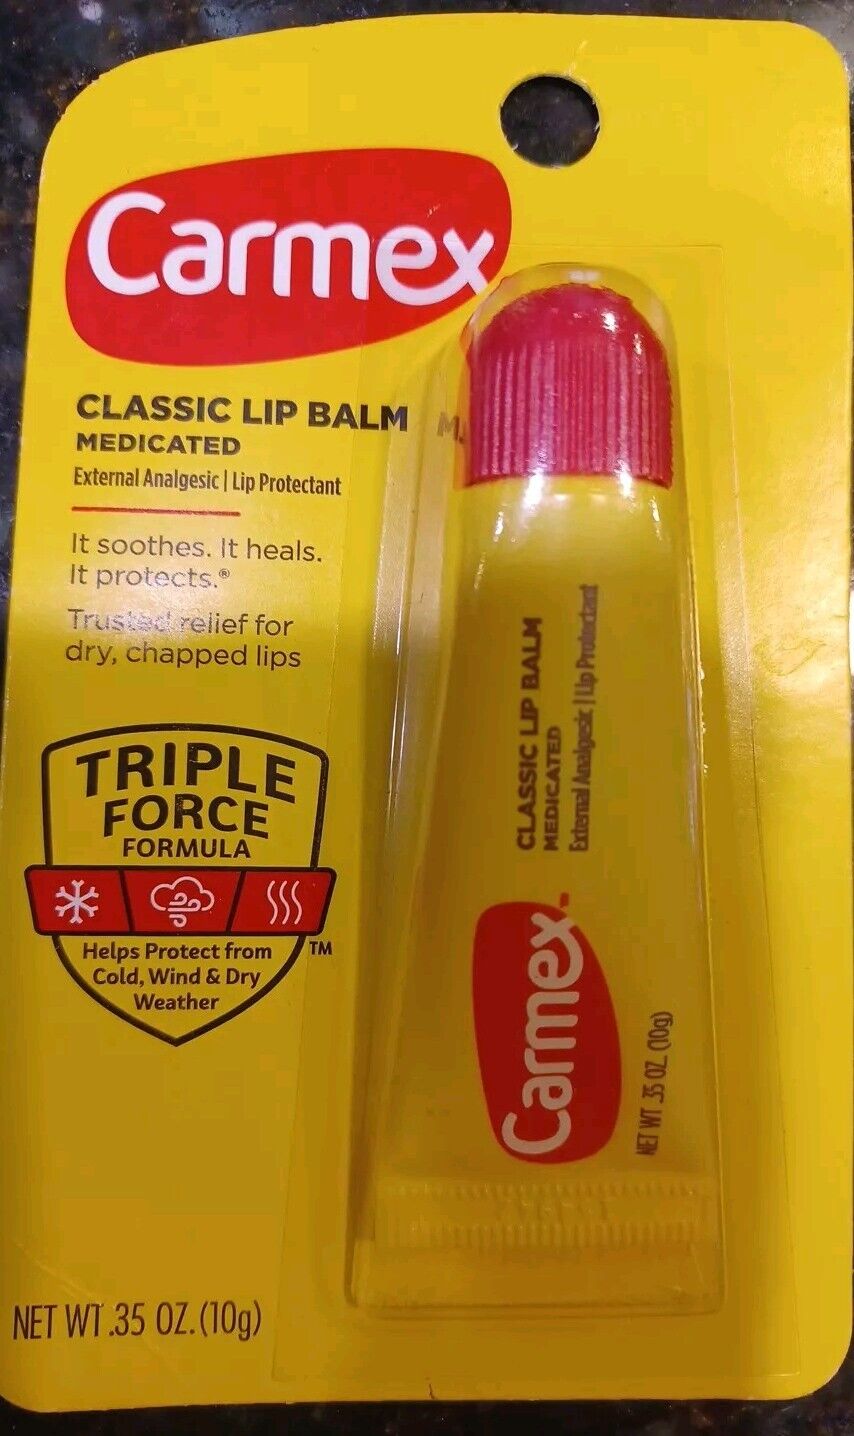 Carmex
CLASSIC LIP BALM
MEDICATED
External Analgesic | Lip Protectant
It soothes. It heals.
It protects.®
Trusted relief for
dry, chapped lips
TRIPLE
FORCE
FORMULA
Helps Protect from
Cold, Wind & Dry
Weather
TM
NET WT .35 OZ. (10g)
CLASSIC LIP BALM
MEDICATED
External Analgesic | Lip Protectant
Carmex™
NET WT .35 OZ. (10g)